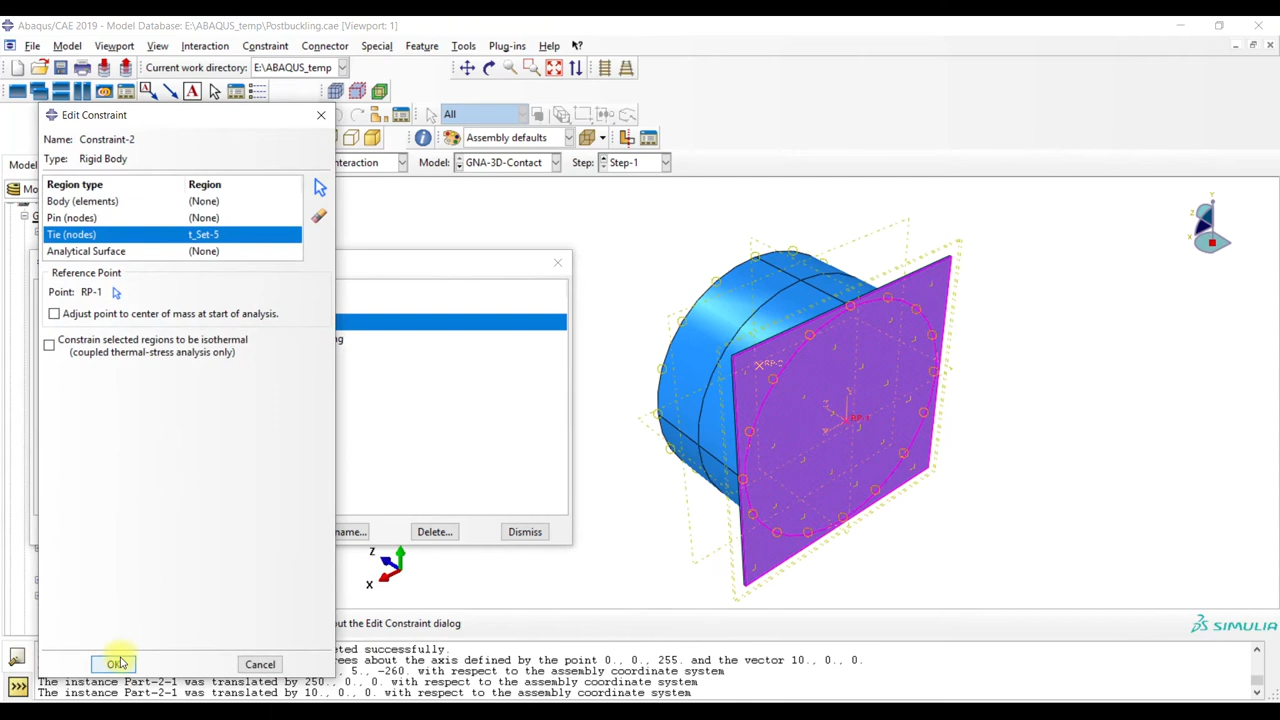 Abaqus/CAE 2019 - Model Database: E:\ABAQUS_temp\Postbuckling.cae [Viewport: 1]
File Model Viewport View Interaction Constraint Connector Special Feature Tools Plug-ins Help
Current work directory: E:\ABAQUS_temp
All
Assembly defaults
Model: GNA-3D-Contact Step: Step-1
Edit Constraint
Name: Constraint-2
Type: Rigid Body
Region type Region
Body (elements) (None)
Pin (nodes) (None)
Tie (nodes) t_Set-5
Analytical Surface (None)
Reference Point
Point: RP-1
Adjust point to center of mass at start of analysis.
Constrain selected regions to be isothermal
(coupled thermal-stress analysis only)
OK Cancel
Delete... Dismiss
Y
Z
X
RP-1
Z
X
out the Edit Constraint dialog
SIMULIA
eted successfully.
rees about the axis defined by the point 0., 0., 255. and the vector 10., 0., 0.
, 5., -260. with respect to the assembly coordinate system
The instance Part-2-1 was translated by 250., 0., 0. with respect to the assembly coordinate system
The instance Part-2-1 was translated by 10., 0., 0. with respect to the assembly coordinate system